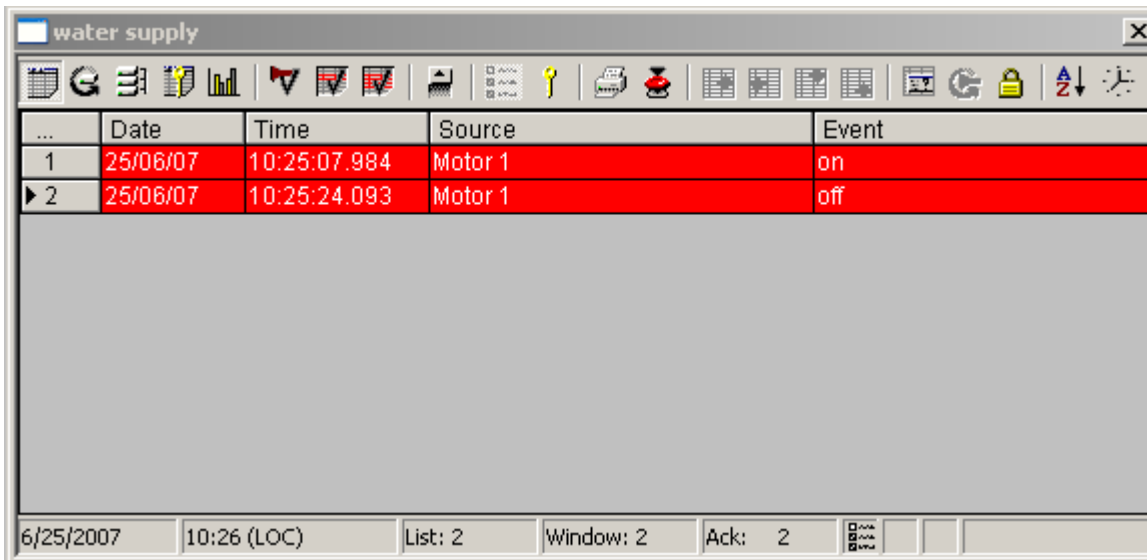 water supply
... Date Time Source Event
1 25/06/07 10:25:07.984 Motor 1 on
2 25/06/07 10:25:24.093 Motor 1 off
6/25/2007 10:26 (LOC) List: 2 Window: 2 Ack: 2